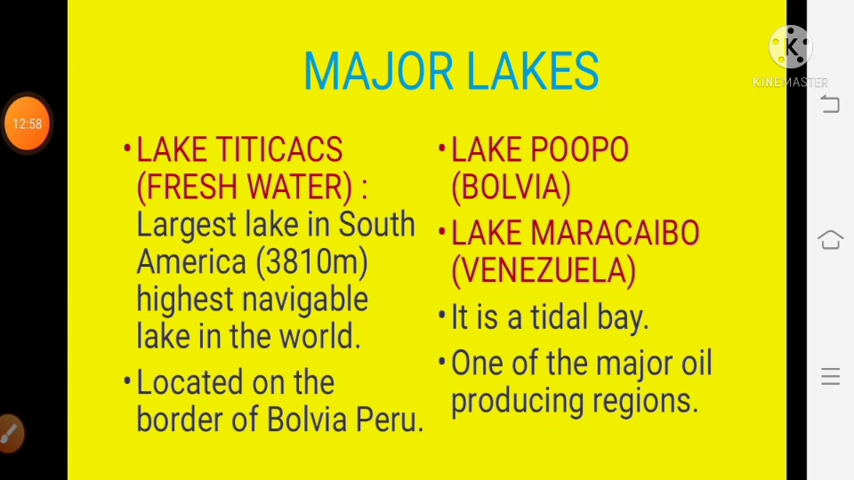 MAJOR LAKES
K
KINEMASTER
12:58
•LAKE TITICACS
(FRESH WATER) :
Largest lake in South
America (3810m)
highest navigable
lake in the world.
•Located on the
border of Bolvia Peru.
•LAKE POOPO
(BOLVIA)
•LAKE MARACAIBO
(VENEZUELA)
•It is a tidal bay.
•One of the major oil
producing regions.